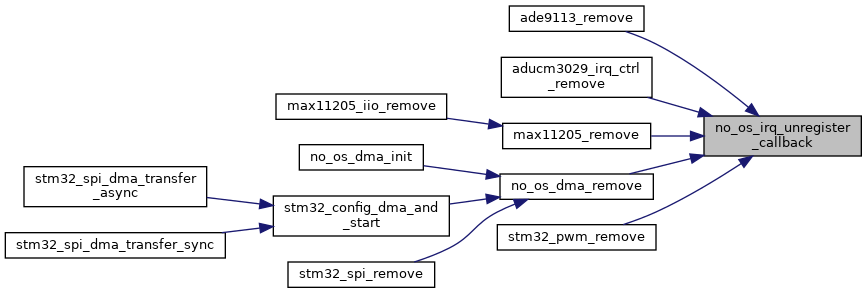 ade9113_remove
aducm3029_irq_ctrl
_remove
max11205_iio_remove
max11205_remove
no_os_irq_unregister
_callback
no_os_dma_init
stm32_spi_dma_transfer
_async
no_os_dma_remove
stm32_config_dma_and
_start
stm32_pwm_remove
stm32_spi_dma_transfer_sync
stm32_spi_remove